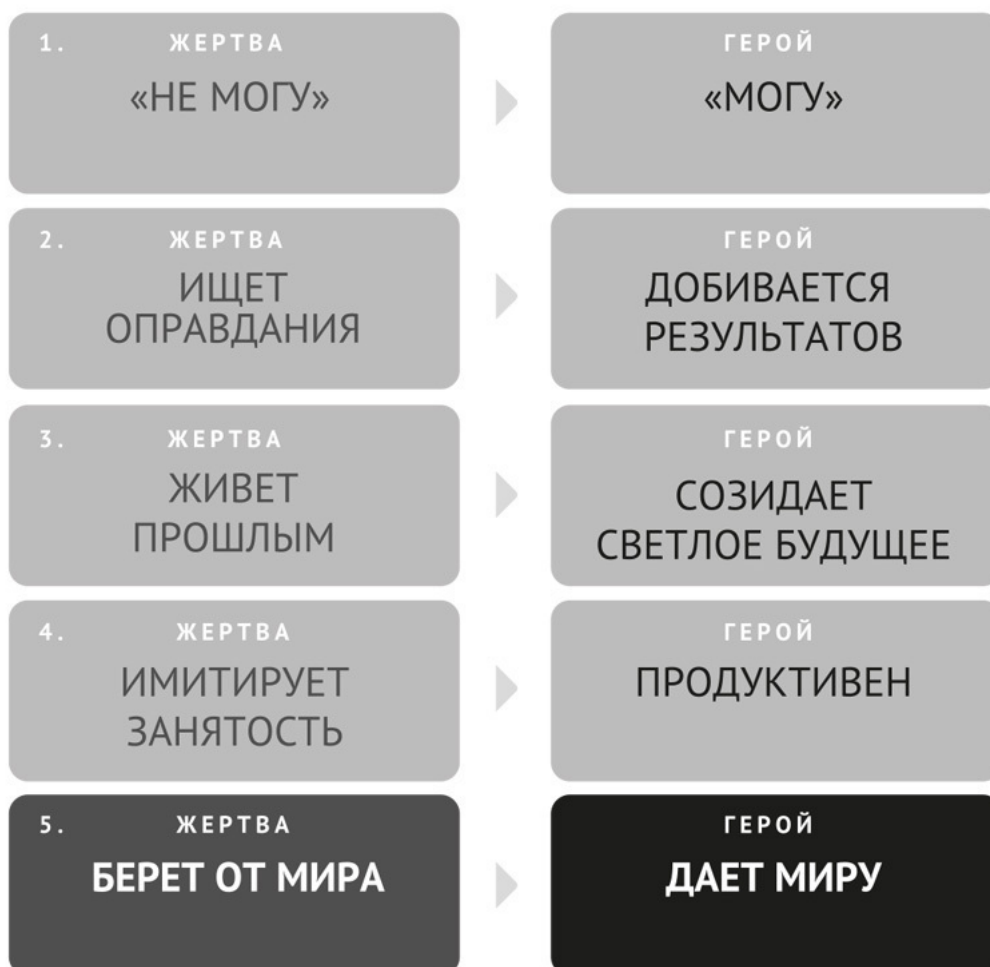 1. ЖЕРТВА
«НЕ МОГУ»
ГЕРОЙ
«МОГУ»
2. ЖЕРТВА
ИЩЕТ
ОПРАВДАНИЯ
ГЕРОЙ
ДОБИВАЕТСЯ
РЕЗУЛЬТАТОВ
3. ЖЕРТВА
ЖИВЕТ
ПРОШЛЫМ
ГЕРОЙ
СОЗИДАЕТ
СВЕТЛОЕ БУДУЩЕЕ
4. ЖЕРТВА
ИМИТИРУЕТ
ЗАНЯТОСТЬ
ГЕРОЙ
ПРОДУКТИВЕН
5. ЖЕРТВА
БЕРЕТ ОТ МИРА
ГЕРОЙ
ДАЕТ МИРУ